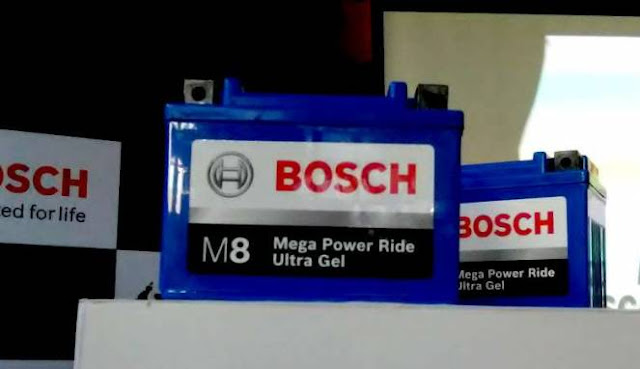 OSCH
ed for life
BOSCH
M8
Mega Power Ride
Ultra Gel
BOSCH
Mega Power Ride
Ultra Gel